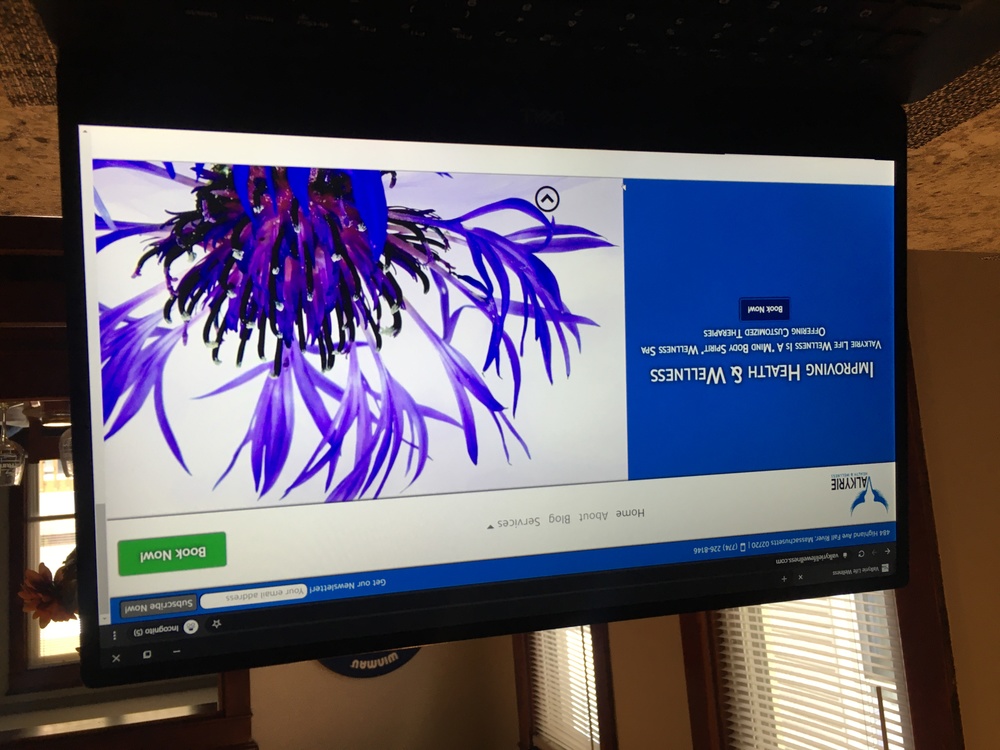 WINMAU
Incognito (5)
Valkyrie Life Wellness
valkyrielifewellness.com
Get our Newsletter! Your email address Subscribe Now!
484 Highland Ave Fall River, Massachusetts 02720 | (774) 226-8146
Book Now!
Home About Blog Services
VALKYRIE
HEALTH & WELLNESS
IMPROVING HEALTH & WELLNESS
VALKYRIE LIFE WELLNESS IS A "MIND BODY SPIRIT" WELLNESS SPA
OFFERING CUSTOMIZED THERAPIES
Book Now!
DELL